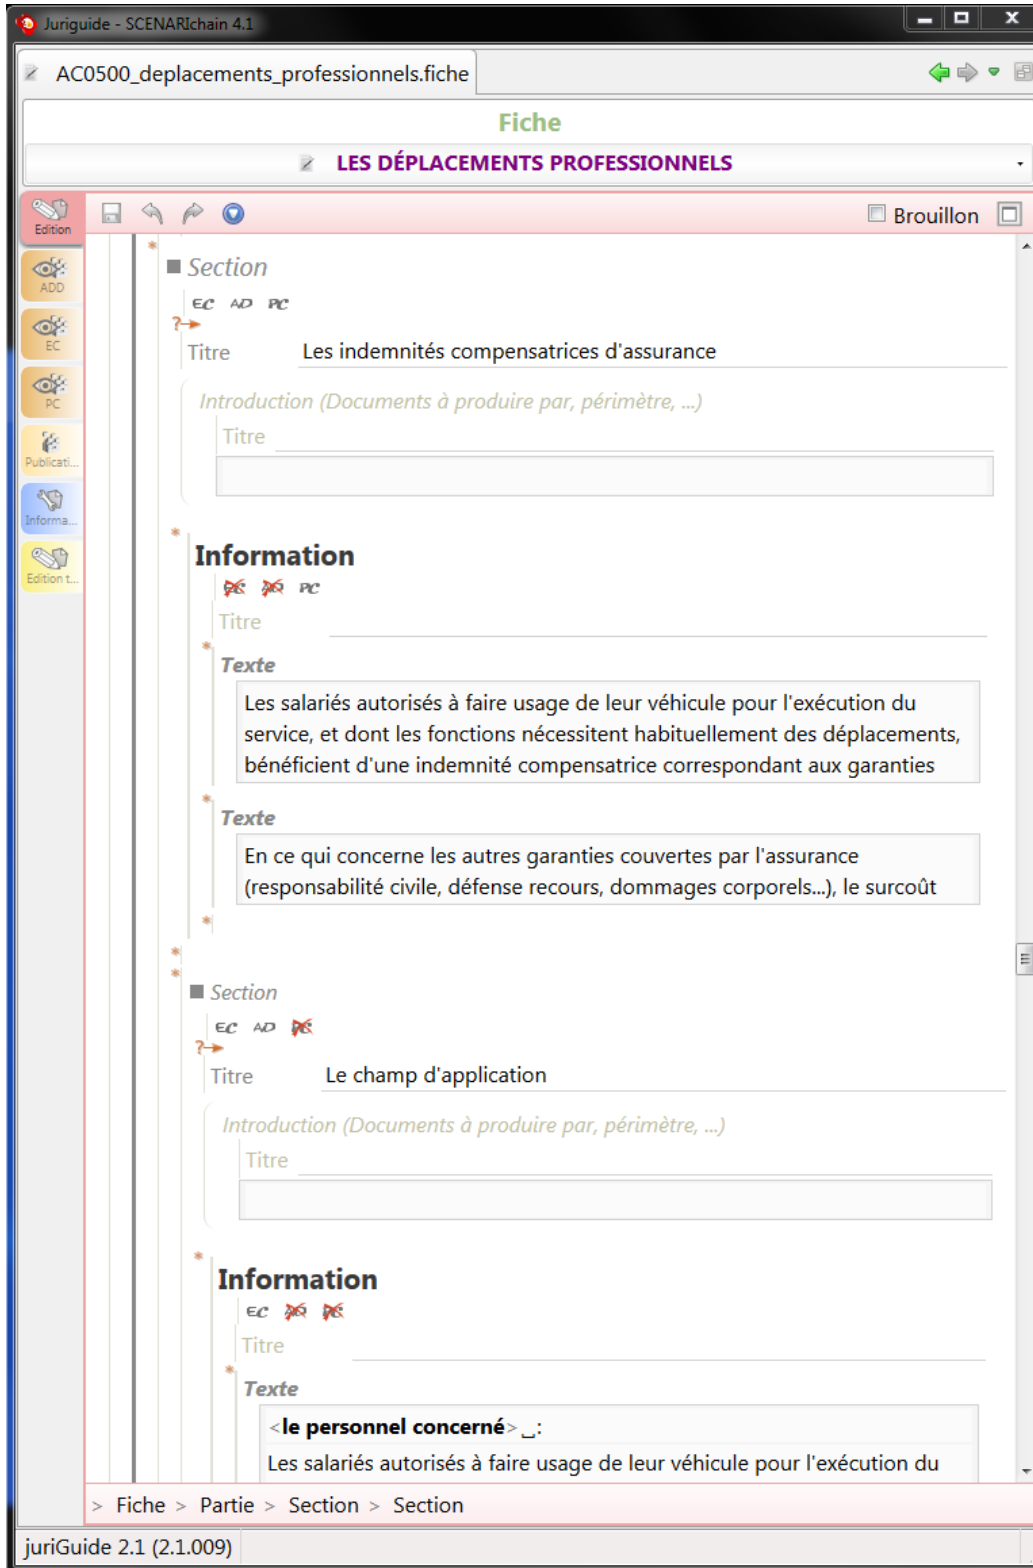 Juriguide - SCENARIchain 4.1
AC0500_deplacements_professionnels.fiche
Fiche
LES DÉPLACEMENTS PROFESSIONNELS
Edition
Brouillon
ADD
EC
PC
Publicati...
Informa...
Edition t...
Section
EC AD PC
Titre Les indemnités compensatrices d'assurance
Introduction (Documents à produire par, périmètre, ...)
Titre
Information
EC AD PC
Titre
Texte
Les salariés autorisés à faire usage de leur véhicule pour l'exécution du
service, et dont les fonctions nécessitent habituellement des déplacements,
bénéficient d'une indemnité compensatrice correspondant aux garanties
Texte
En ce qui concerne les autres garanties couvertes par l'assurance
(responsabilité civile, défense recours, dommages corporels...), le surcoût
Section
EC AD PC
Titre Le champ d'application
Introduction (Documents à produire par, périmètre, ...)
Titre
Information
EC AD PC
Titre
Texte
<le personnel concerné>␣:
Les salariés autorisés à faire usage de leur véhicule pour l'exécution du
> Fiche > Partie > Section > Section
juriGuide 2.1 (2.1.009)